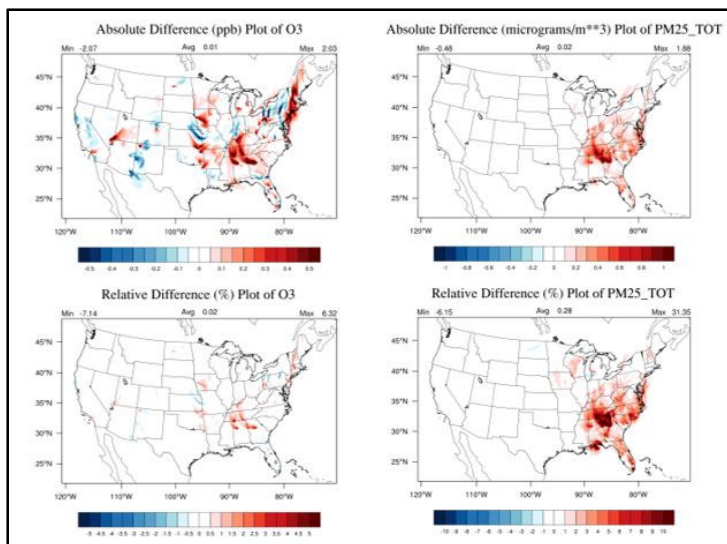 Absolute Difference (ppb) Plot of O3
Min -2.07 Avg 0.01 Max 2.03
45°N
40°N
35°N
30°N
25°N
120°W 110°W 100°W 90°W 80°W
-0.5 -0.4 -0.3 -0.2 -0.1 0 0.1 0.2 0.3 0.4 0.5
Absolute Difference (micrograms/m**3) Plot of PM25_TOT
Min -0.48 Avg 0.02 Max 1.88
45°N
40°N
35°N
30°N
25°N
120°W 110°W 100°W 90°W 80°W
-1 -0.8 -0.6 -0.4 -0.2 0 0.2 0.4 0.6 0.8 1
Relative Difference (%) Plot of O3
Min -7.14 Avg 0.02 Max 6.32
45°N
40°N
35°N
30°N
25°N
120°W 110°W 100°W 90°W 80°W
-5 -4.5 -4 -3.5 -3 -2.5 -2 -1.5 -1 -0.5 0 0.5 1 1.5 2 2.5 3 3.5 4 4.5 5
Relative Difference (%) Plot of PM25_TOT
Min -6.15 Avg 0.28 Max 31.35
45°N
40°N
35°N
30°N
25°N
120°W 110°W 100°W 90°W 80°W
-10 -9 -8 -7 -6 -5 -4 -3 -2 -1 0 1 2 3 4 5 6 7 8 9 10